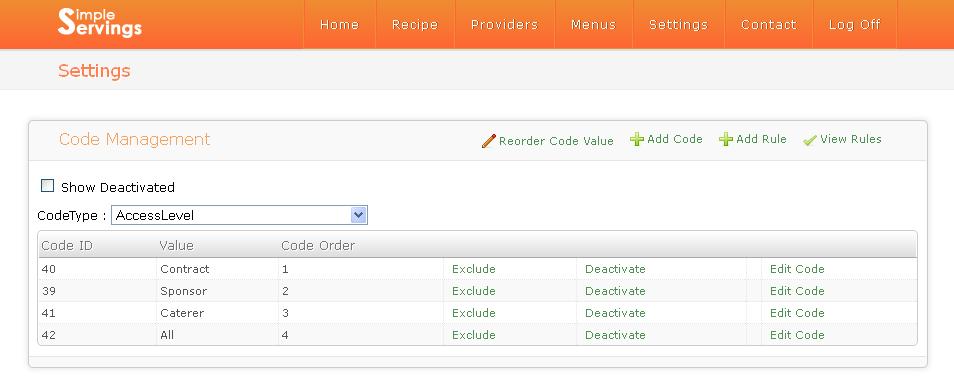 Simple Servings
Home Recipe Providers Menus Settings Contact Log Off
Settings
Code Management Reorder Code Value Add Code Add Rule View Rules
Show Deactivated
CodeType : AccessLevel
Code ID Value Code Order
40 Contract 1 Exclude Deactivate Edit Code
39 Sponsor 2 Exclude Deactivate Edit Code
41 Caterer 3 Exclude Deactivate Edit Code
42 All 4 Exclude Deactivate Edit Code